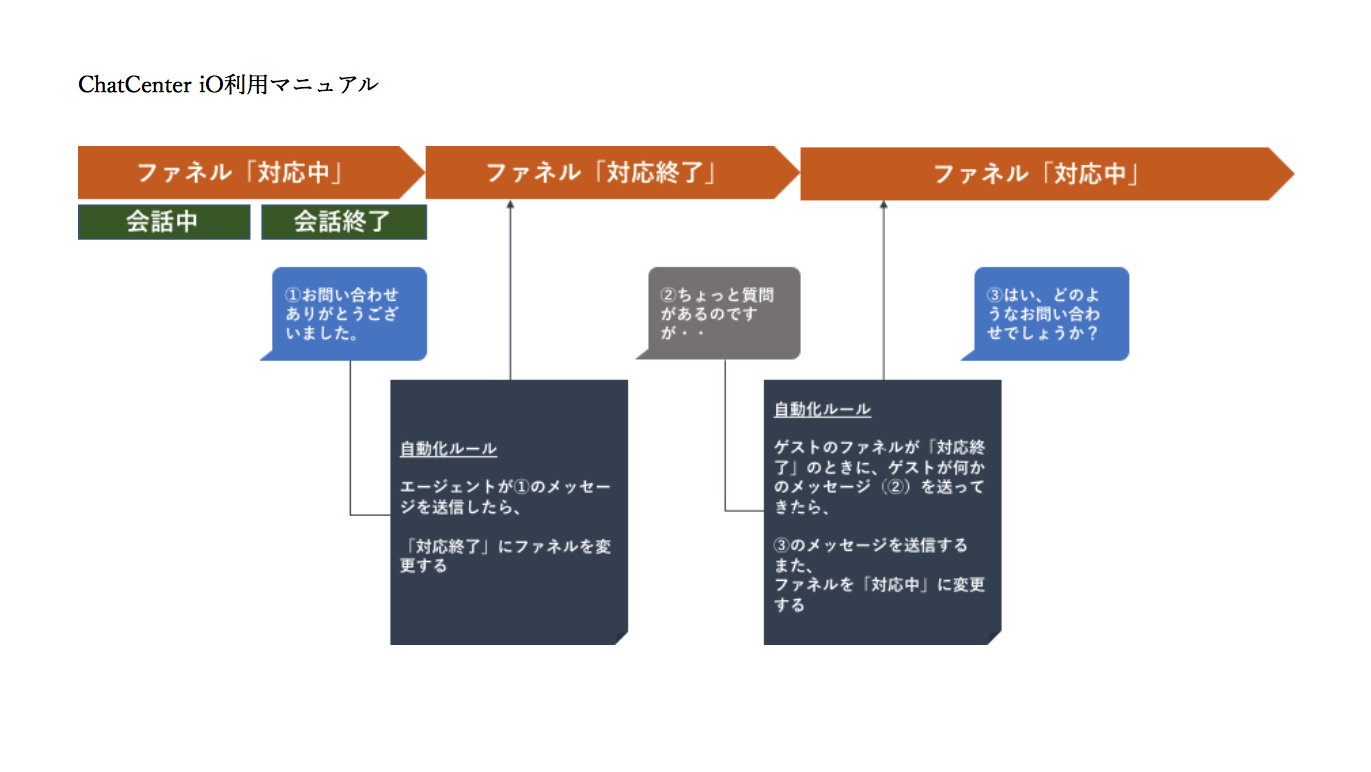 ChatCenter iO利用マニュアル
ファネル「対応中」
ファネル「対応終了」
ファネル「対応中」
会話中
会話終了
①お問い合わせ
ありがとうござ
いました。
②ちょっと質問
があるのです
が・・
③はい、どのよ
うなお問い合わ
せでしょうか？
自動化ルール
エージェントが①のメッセー
ジを送信したら、
「対応終了」にファネルを変
更する
自動化ルール
ゲストのファネルが「対応終
了」のときに、ゲストが何か
のメッセージ（②）を送って
きたら、
③のメッセージを送信する
また、
ファネルを「対応中」に変更
する